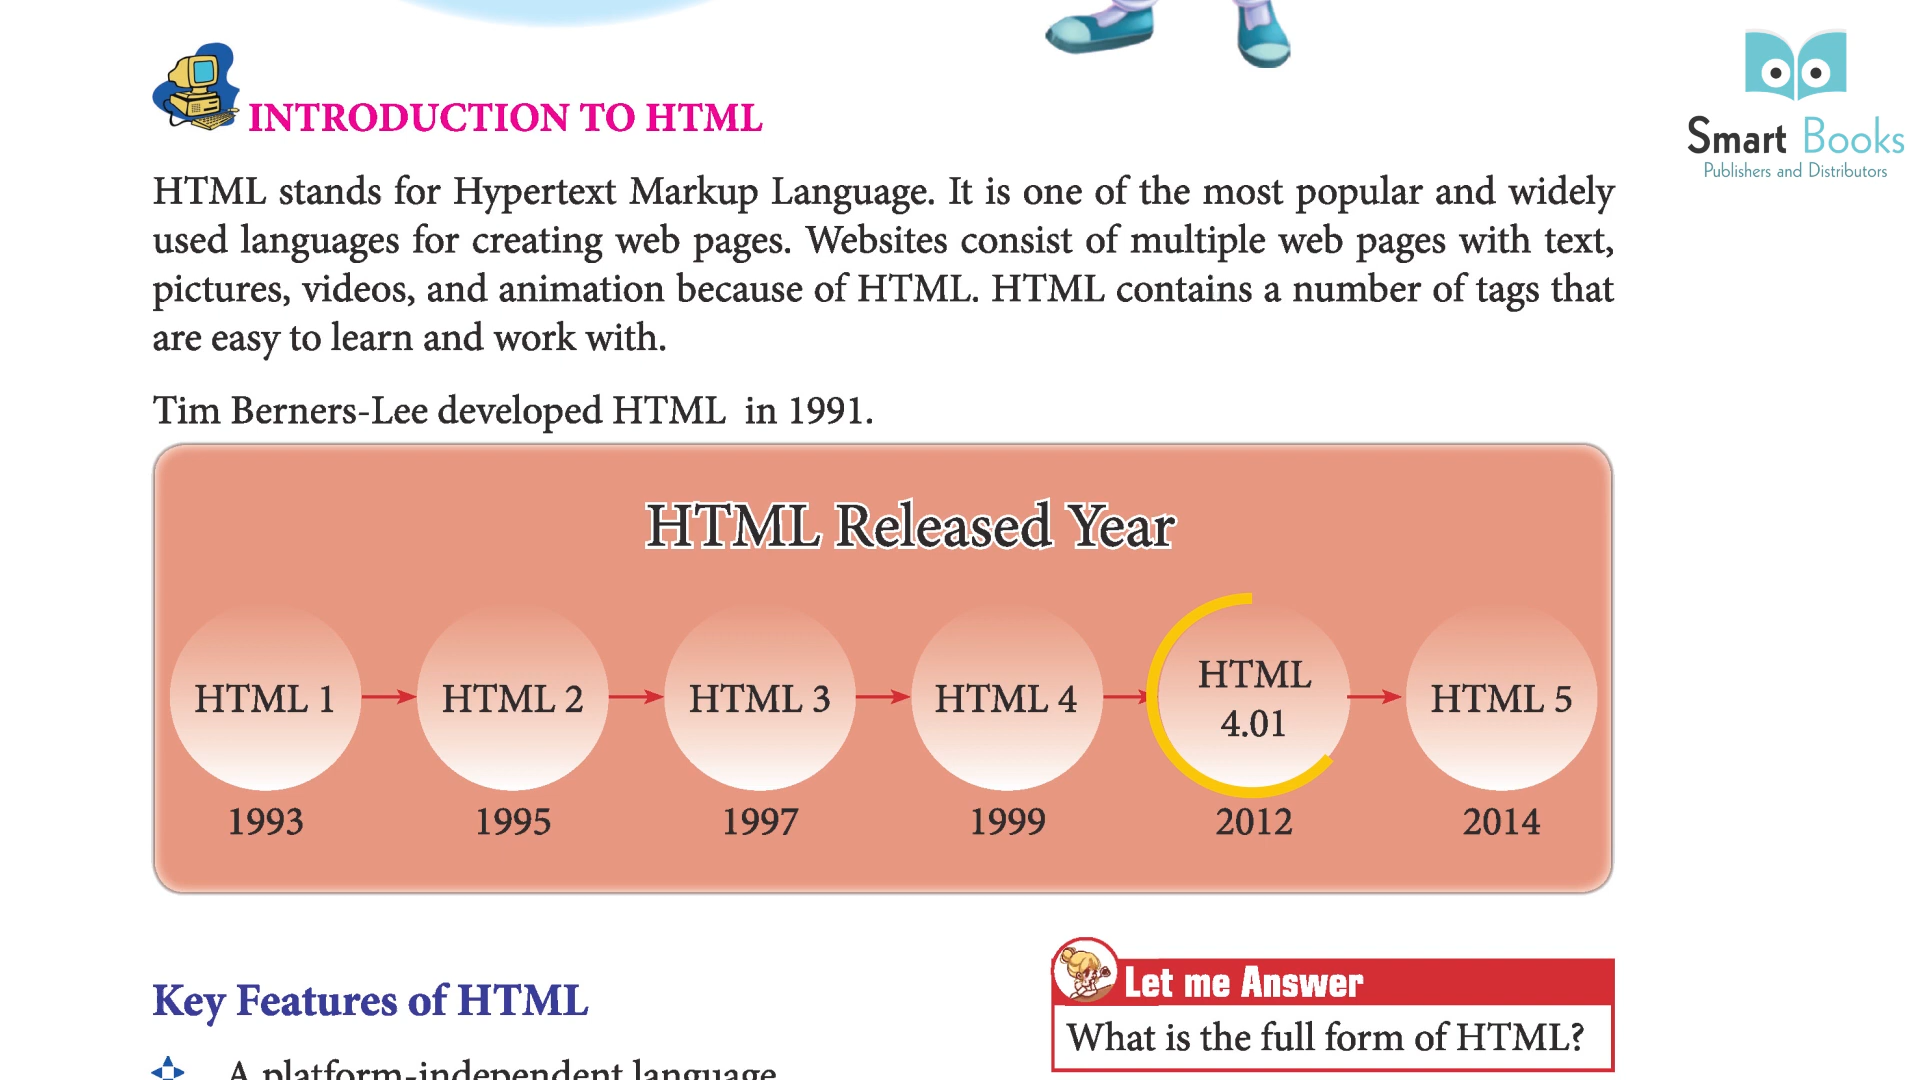 Smart Books
Publishers and Distributors
INTRODUCTION TO HTML
HTML stands for Hypertext Markup Language. It is one of the most popular and widely
used languages for creating web pages. Websites consist of multiple web pages with text,
pictures, videos, and animation because of HTML. HTML contains a number of tags that
are easy to learn and work with.
Tim Berners-Lee developed HTML in 1991.
HTML Released Year
HTML 1
HTML 2
HTML 3
HTML 4
HTML
4.01
HTML 5
1993
1995
1997
1999
2012
2014
Key Features of HTML
A platform-independent language
Let me Answer
What is the full form of HTML?